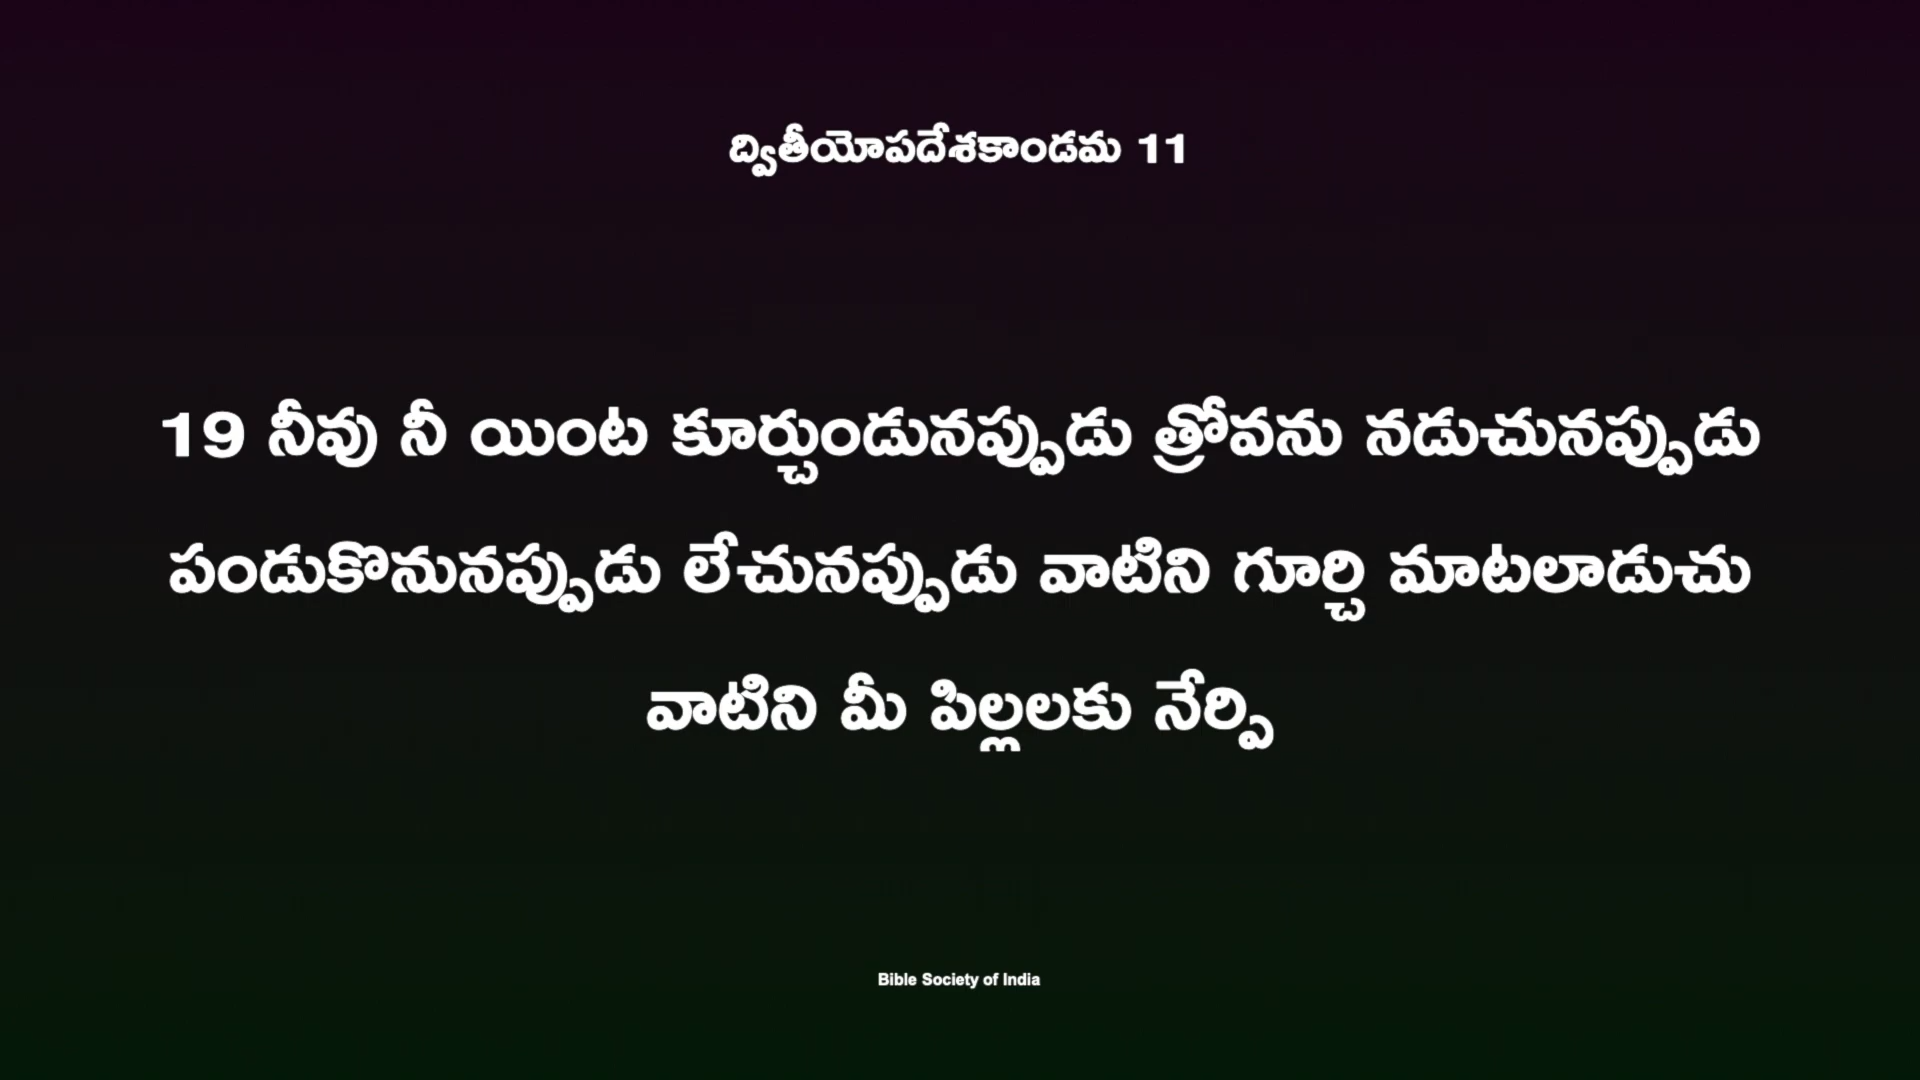 ద్వితీయోపదేశకాండమ 11
19 నీవు నీ యింట కూర్చుండునప్పుడు త్రోవను నడుచునప్పుడు
పండుకొనునప్పుడు లేచునప్పుడు వాటిని గూర్చి మాటలాడుచు
వాటిని మీ పిల్లలకు నేర్పి
Bible Society of India